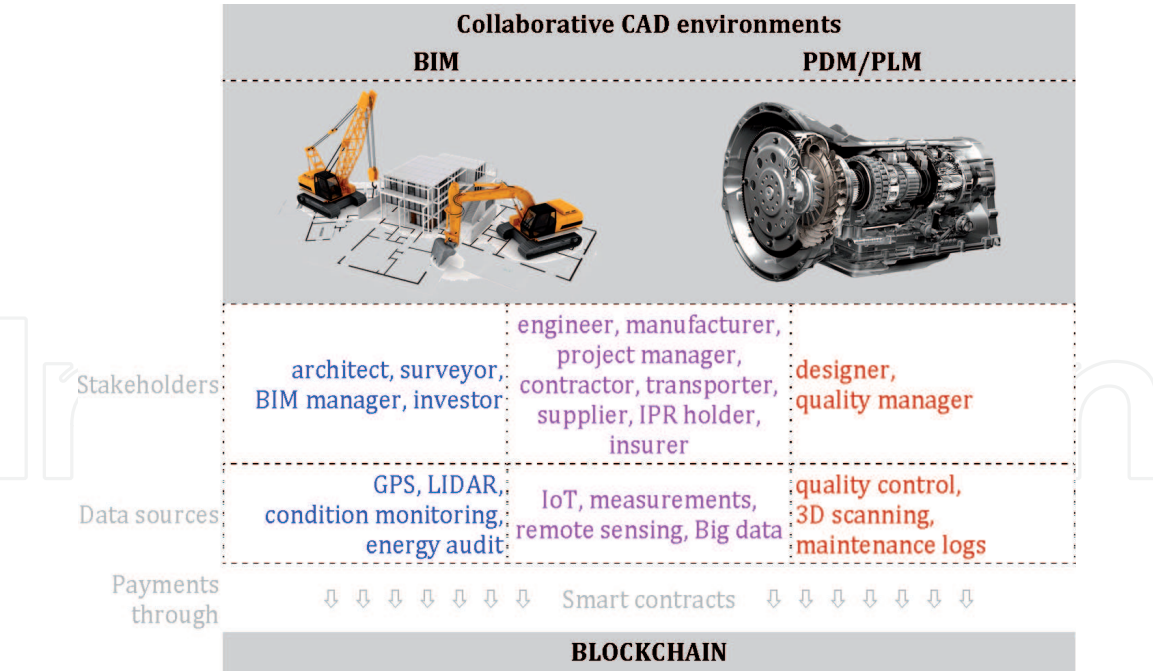 Collaborative CAD environments
BIM
PDM/PLM
Stakeholders
architect, surveyor,
BIM manager, investor
engineer, manufacturer,
project manager,
contractor, transporter,
supplier, IPR holder,
insurer
designer,
quality manager
Data sources
GPS, LIDAR,
condition monitoring,
energy audit
IoT, measurements,
remote sensing, Big data
quality control,
3D scanning,
maintenance logs
Payments
through
Smart contracts
BLOCKCHAIN